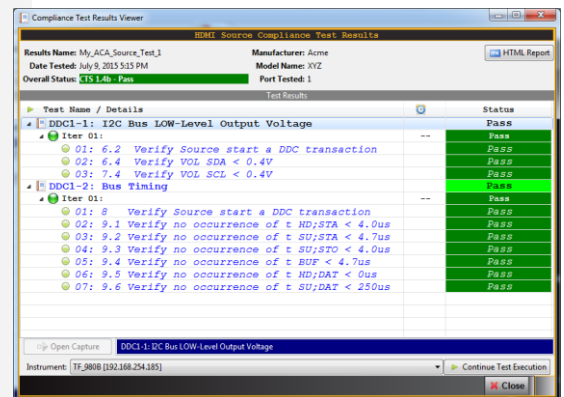 Compliance Test Results Viewer
HDMI Source Compliance Test Results
Results Name: My_ACA_Source_Test_1 Manufacturer: Acme HTML Report
Date Tested: July 9, 2015 5:15 PM Model Name: XYZ
Overall Status: CTS 1.4b - Pass Port Tested: 1
Test Results
Test Name / Details Status
DDC1-1: I2C Bus LOW-Level Output Voltage Pass
Iter 01: -- Pass
01: 6.2 Verify Source start a DDC transaction Pass
02: 6.4 Verify VOL SDA < 0.4V Pass
03: 7.4 Verify VOL SCL < 0.4V Pass
DDC1-2: Bus Timing Pass
Iter 01: -- Pass
01: 8 Verify Source start a DDC transaction Pass
02: 9.1 Verify no occurrence of t HD;STA < 4.0us Pass
03: 9.2 Verify no occurrence of t SU;STA < 4.7us Pass
04: 9.3 Verify no occurrence of t SU;STO < 4.0us Pass
05: 9.4 Verify no occurrence of t BUF < 4.7us Pass
06: 9.5 Verify no occurrence of t HD;DAT < 0us Pass
07: 9.6 Verify no occurrence of t SU;DAT < 250us Pass
Open Capture DDC1-1: I2C Bus LOW-Level Output Voltage
Instrument: TF_980B [192.168.254.185] Continue Test Execution
Close